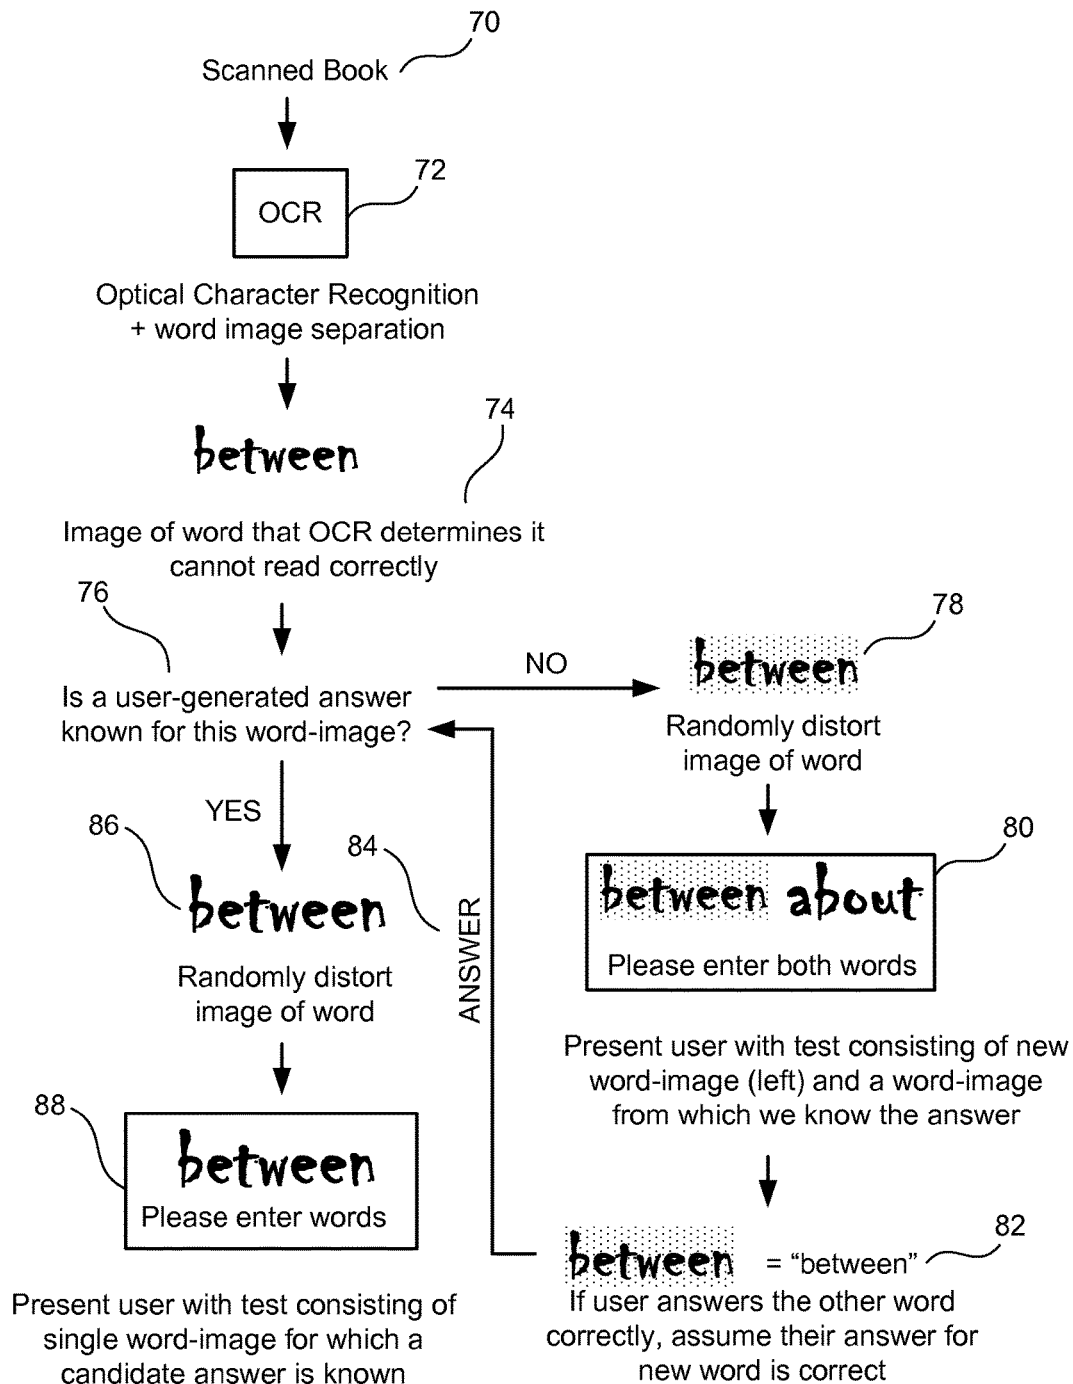 70
Scanned Book
72
OCR
Optical Character Recognition
+ word image separation
between
74
Image of word that OCR determines it
cannot read correctly
76
Is a user-generated answer
known for this word-image?
NO
between
78
Randomly distort
image of word
80
between about
Please enter both words
Present user with test consisting of new
word-image (left) and a word-image
from which we know the answer
between = “between”
82
If user answers the other word
correctly, assume their answer for
new word is correct
84
ANSWER
YES
86
between
Randomly distort
image of word
88
between
Please enter words
Present user with test consisting of
single word-image for which a
candidate answer is known